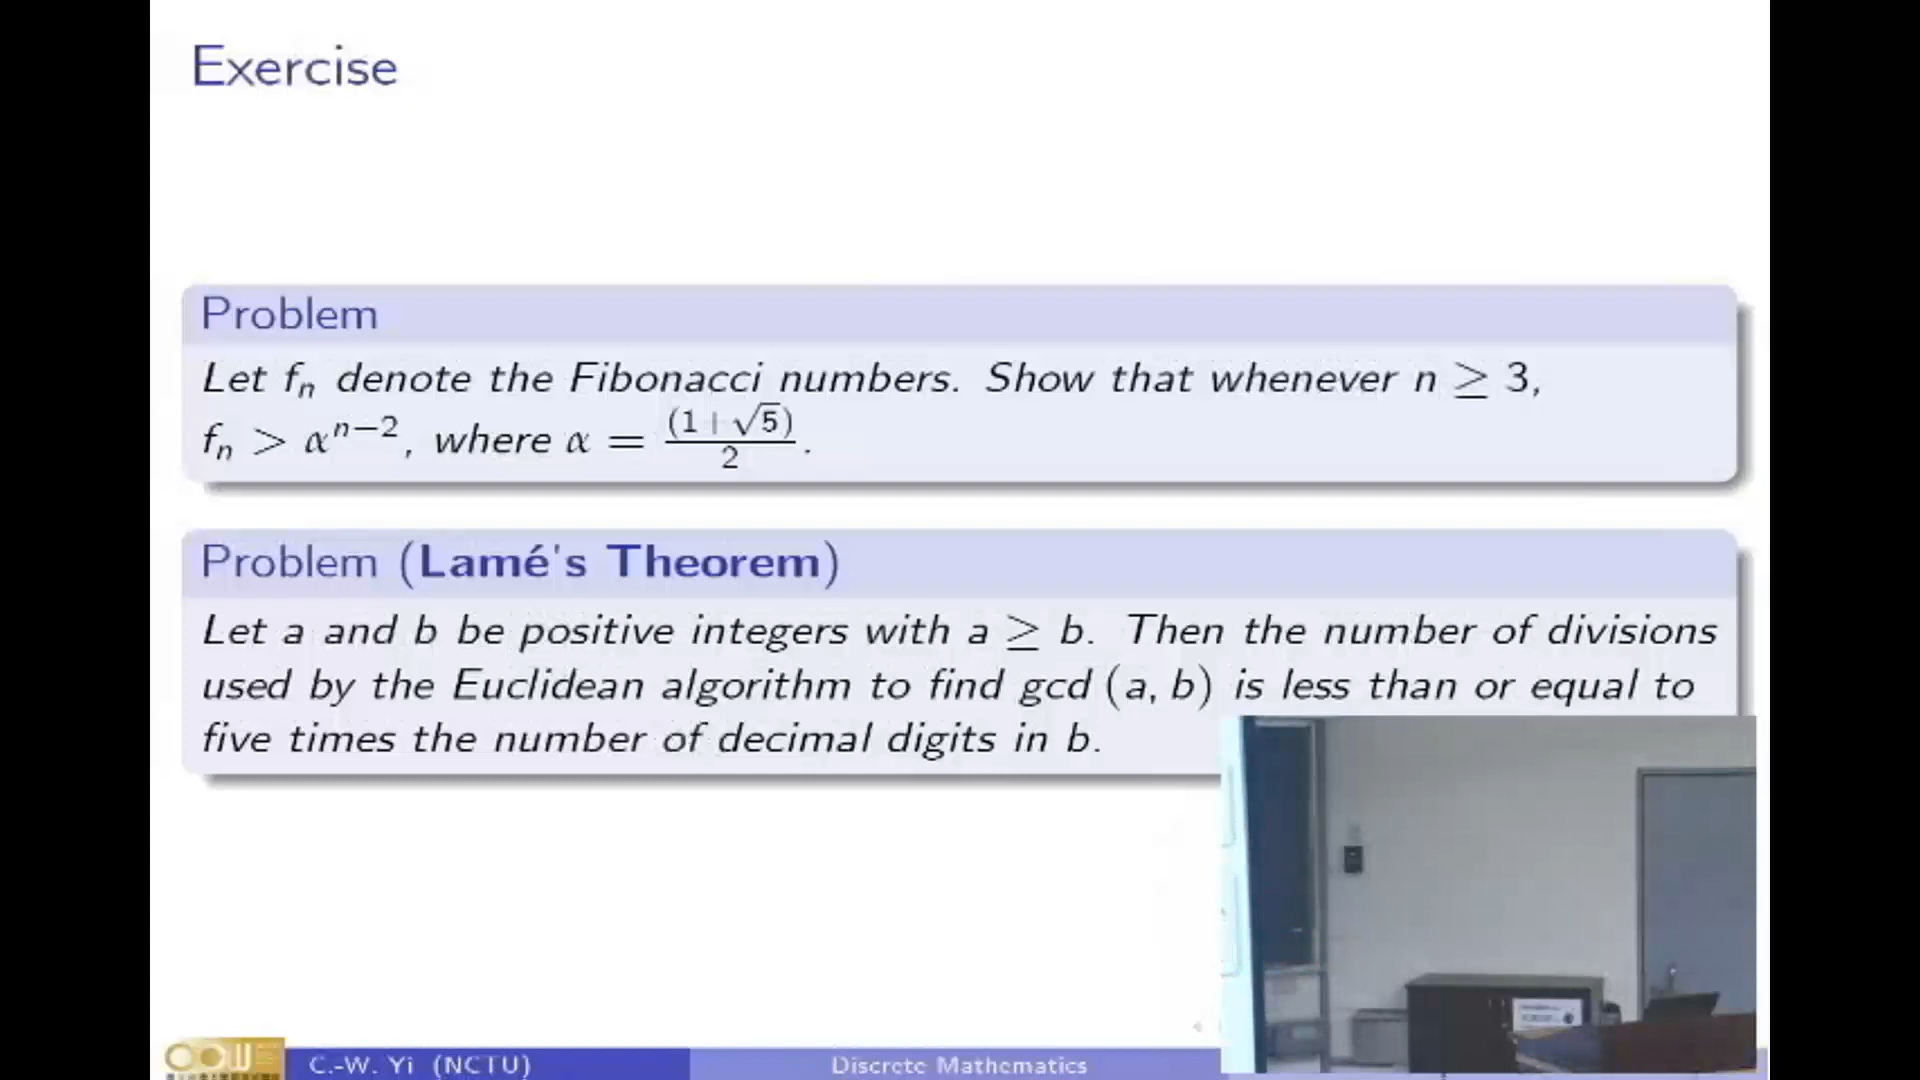 Exercise
Problem
Let fₙ denote the Fibonacci numbers. Show that whenever n ≥ 3,
fₙ > αⁿ⁻², where α = (1+√5)/2.
Problem (Lamé's Theorem)
Let a and b be positive integers with a ≥ b. Then the number of divisions
used by the Euclidean algorithm to find gcd (a, b) is less than or equal to
five times the number of decimal digits in b.
C.-W. Yi (NCTU)
Discrete Mathematics